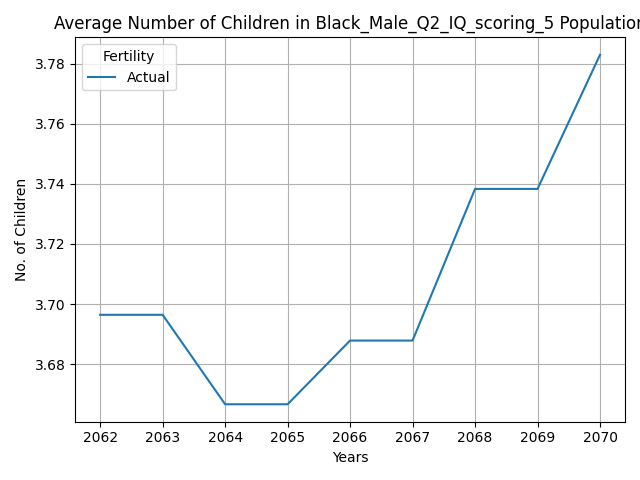 Average Number of Children in Black_Male_Q2_IQ_scoring_5 Population
Fertility
Actual
3.78
3.76
3.74
3.72
3.70
3.68
No. of Children
2062 2063 2064 2065 2066 2067 2068 2069 2070
Years